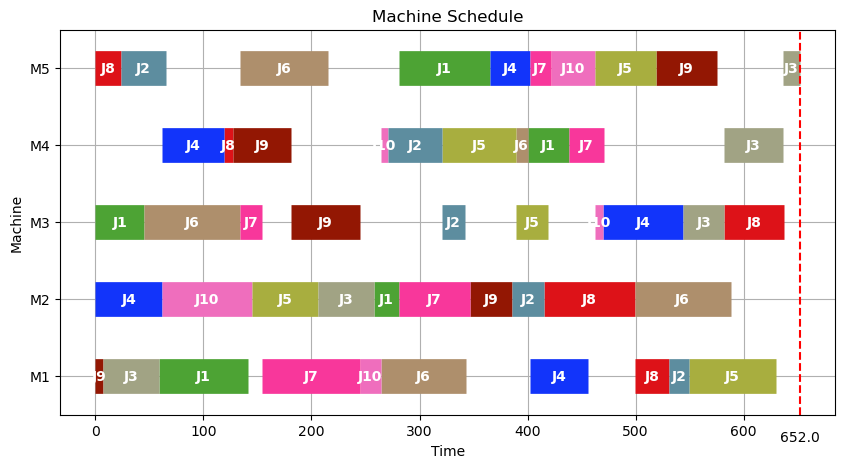 Machine Schedule
M5 J8 J2 J6 J1 J4 J7 J10 J5 J9 J3
M4 J4 J8 J9 J10 J2 J5 J6 J1 J7 J3
M3 J1 J6 J7 J9 J2 J5 J10 J4 J3 J8
M2 J4 J10 J5 J3 J1 J7 J9 J2 J8 J6
M1 J9 J3 J1 J7 J10 J6 J4 J8 J2 J5
Machine
0 100 200 300 400 500 600
652.0
Time